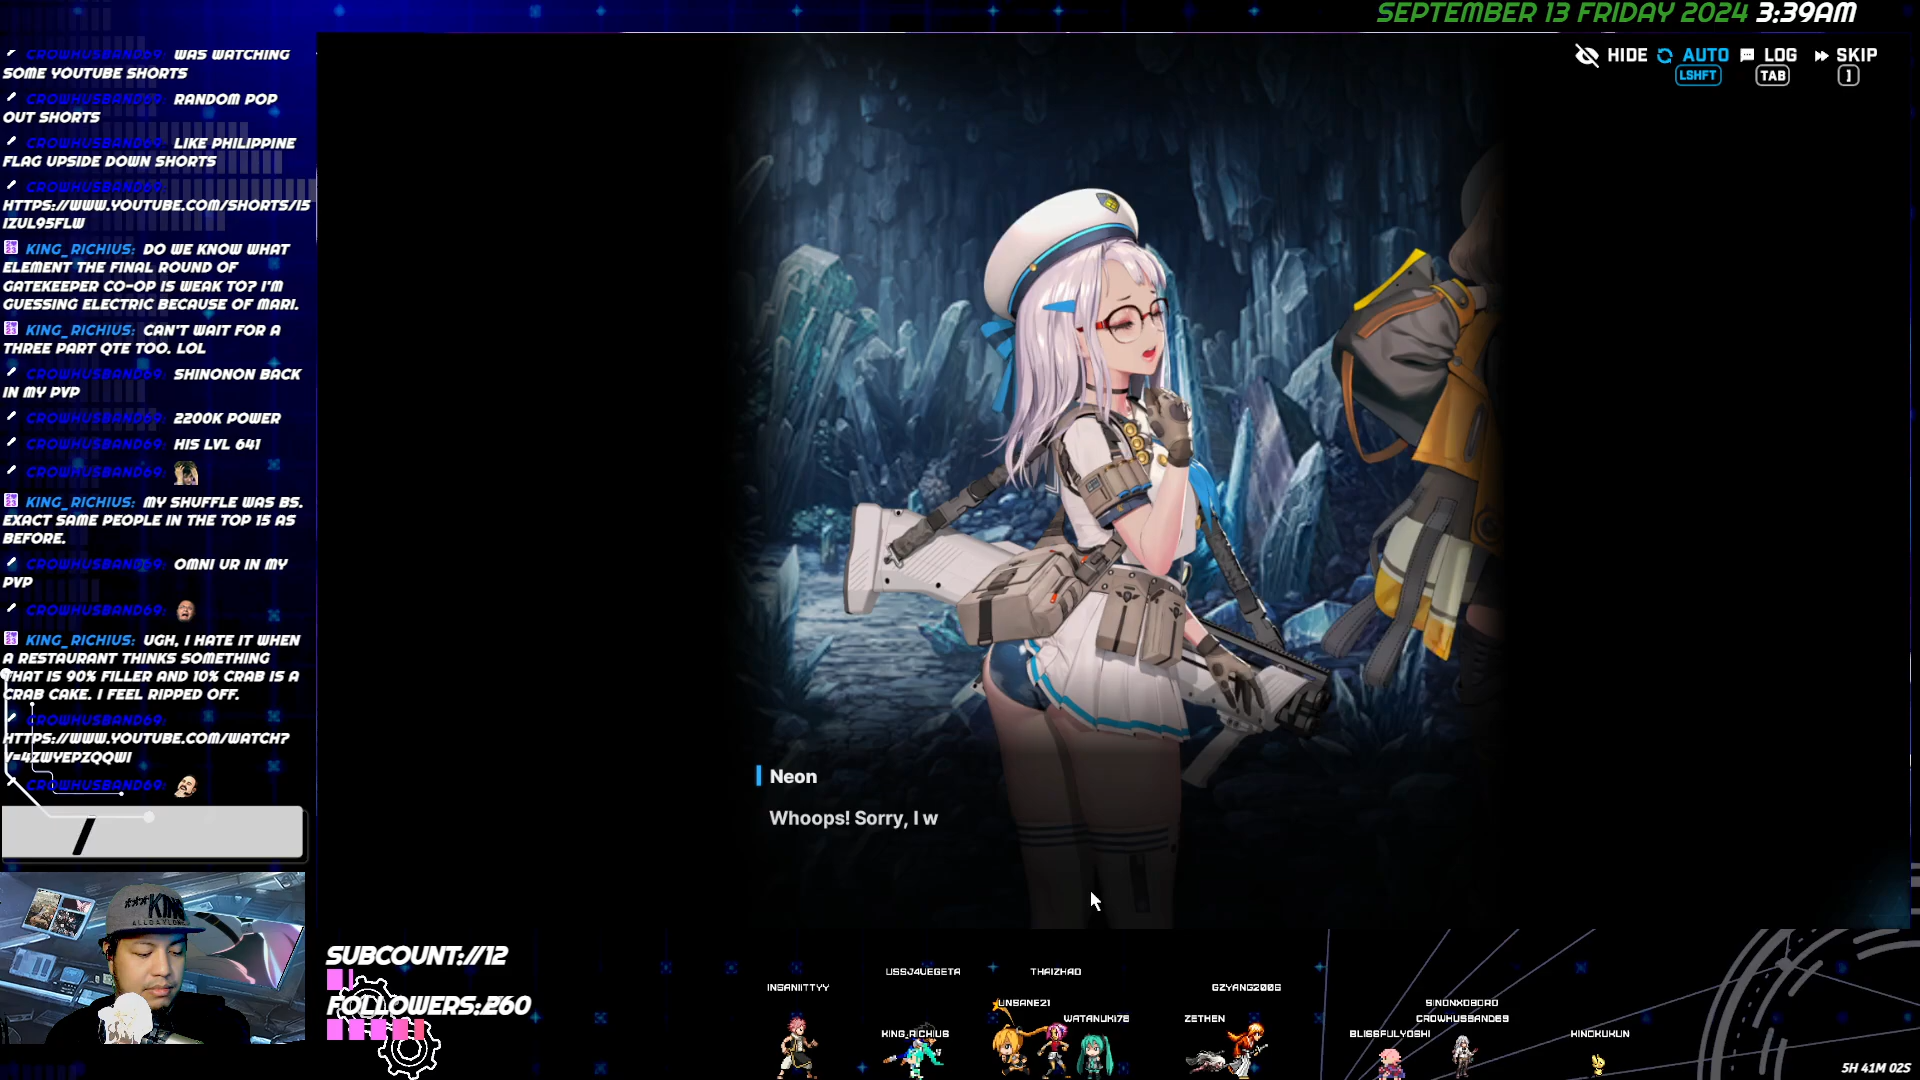 SEPTEMBER 13 FRIDAY 2024 3:39AM
HIDE AUTO LOG SKIP
LSHFT TAB ]
CROWHUSBAND69: WAS WATCHING
SOME YOUTUBE SHORTS
CROWHUSBAND69: RANDOM POP
OUT SHORTS
CROWHUSBAND69: LIKE PHILIPPINE
FLAG UPSIDE DOWN SHORTS
CROWHUSBAND69:
HTTPS://WWW.YOUTUBE.COM/SHORTS/I5
IZUL95FLW
KING_RICHIUS: DO WE KNOW WHAT
ELEMENT THE FINAL ROUND OF
GATEKEEPER CO-OP IS WEAK TO? I'M
GUESSING ELECTRIC BECAUSE OF MARI.
KING_RICHIUS: CAN'T WAIT FOR A
THREE PART QTE TOO. LOL
CROWHUSBAND69: SHINONON BACK
IN MY PVP
CROWHUSBAND69: 2200K POWER
CROWHUSBAND69: HIS LVL 641
CROWHUSBAND69:
KING_RICHIUS: MY SHUFFLE WAS BS.
EXACT SAME PEOPLE IN THE TOP 15 AS
BEFORE.
CROWHUSBAND69: OMNI UR IN MY
PVP
CROWHUSBAND69:
KING_RICHIUS: UGH, I HATE IT WHEN
A RESTAURANT THINKS SOMETHING
THAT IS 90% FILLER AND 10% CRAB IS A
CRAB CAKE. I FEEL RIPPED OFF.
CROWHUSBAND69:
HTTPS://WWW.YOUTUBE.COM/WATCH?
V=4ZWYEPZQQWI
CROWHUSBAND69:
Neon
Whoops! Sorry, I w
KING
SUBCOUNT://12
FOLLOWERS:260
USSJ4VEGETA
THAIZHAO
INSANIITTYY
GZYANG2005
UNSANE21
SINONXDBORD
WATANUKI76
ZETHEN
CROWHUSBAND69
KING_RICHIUS
BLISSFULYOSHI
KINOKUKUN
5H 41M 02S